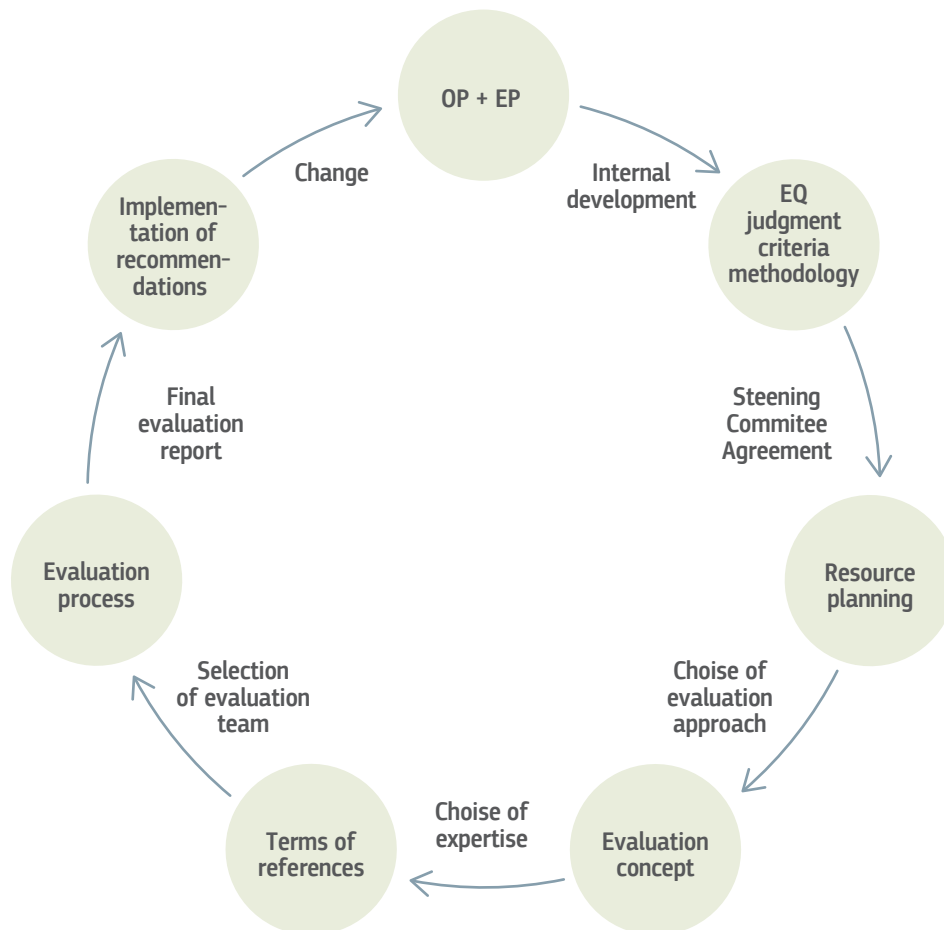 OP + EP
Internal
development
EQ
judgment
criteria
methodology
Steening
Commitee
Agreement
Resource
planning
Choise of
evaluation
approach
Evaluation
concept
Choise of
expertise
Terms of
references
Selection
of evaluation
team
Evaluation
process
Final
evaluation
report
Implemen-
tation of
recommen-
dations
Change